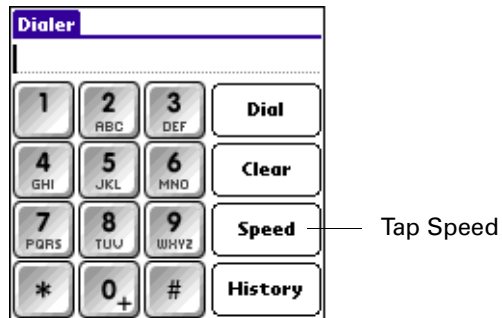 Dialer
1 2 3 Dial
ABC DEF
4 5 6 Clear
GHI JKL MNO
7 8 9 Speed Tap Speed
PQRS TUV WXYZ
* 0 # History
+